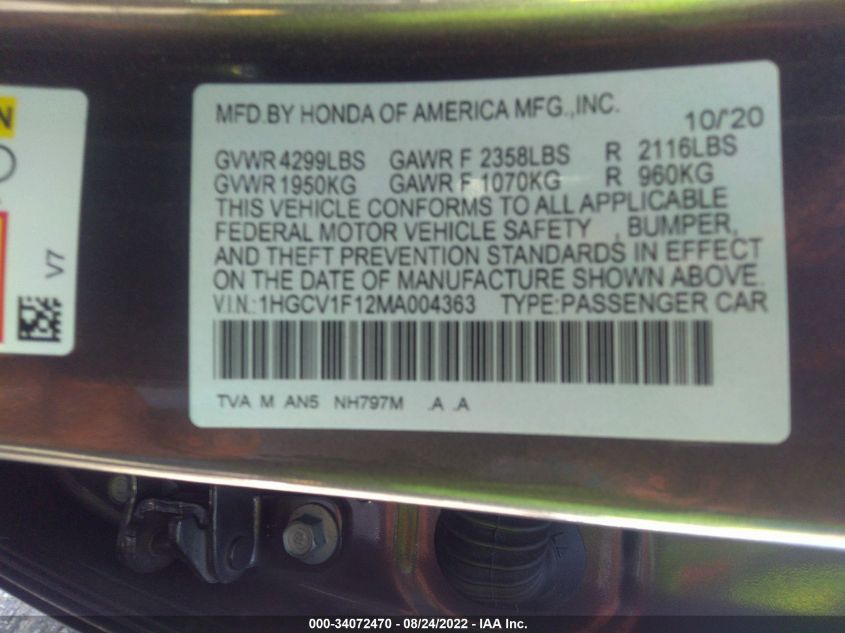 MFD.BY HONDA OF AMERICA MFG.,INC.
10/'20
GVWR 4299LBS GAWR F 2358LBS R 2116LBS
GVWR 1950KG GAWR F 1070KG R 960KG
THIS VEHICLE CONFORMS TO ALL APPLICABLE
FEDERAL MOTOR VEHICLE SAFETY , BUMPER,
AND THEFT PREVENTION STANDARDS IN EFFECT
ON THE DATE OF MANUFACTURE SHOWN ABOVE.
V.I.N.:1HGCV1F12MA004363 TYPE:PASSENGER CAR
TVA M AN5 NH797M .A .A
N
V7
000-34072470 - 08/24/2022 - IAA Inc.